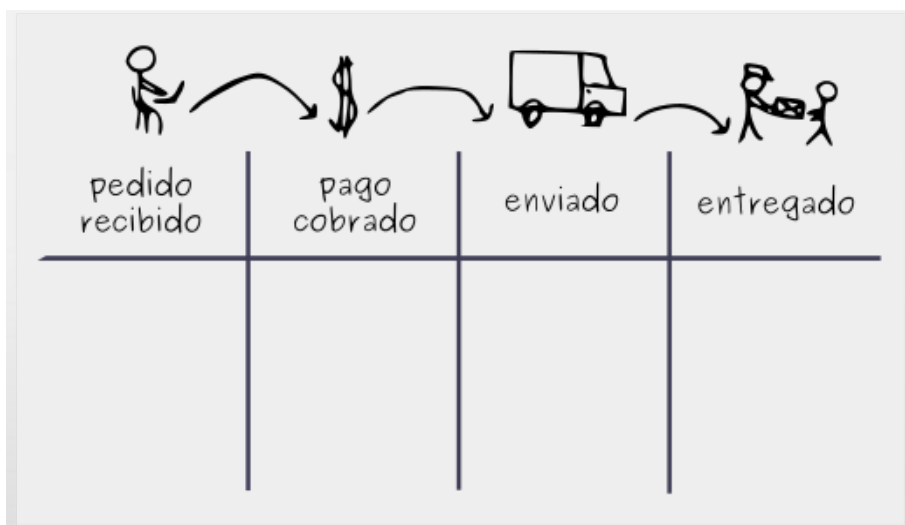 pedido
recibido
pago
cobrado
enviado
entregado